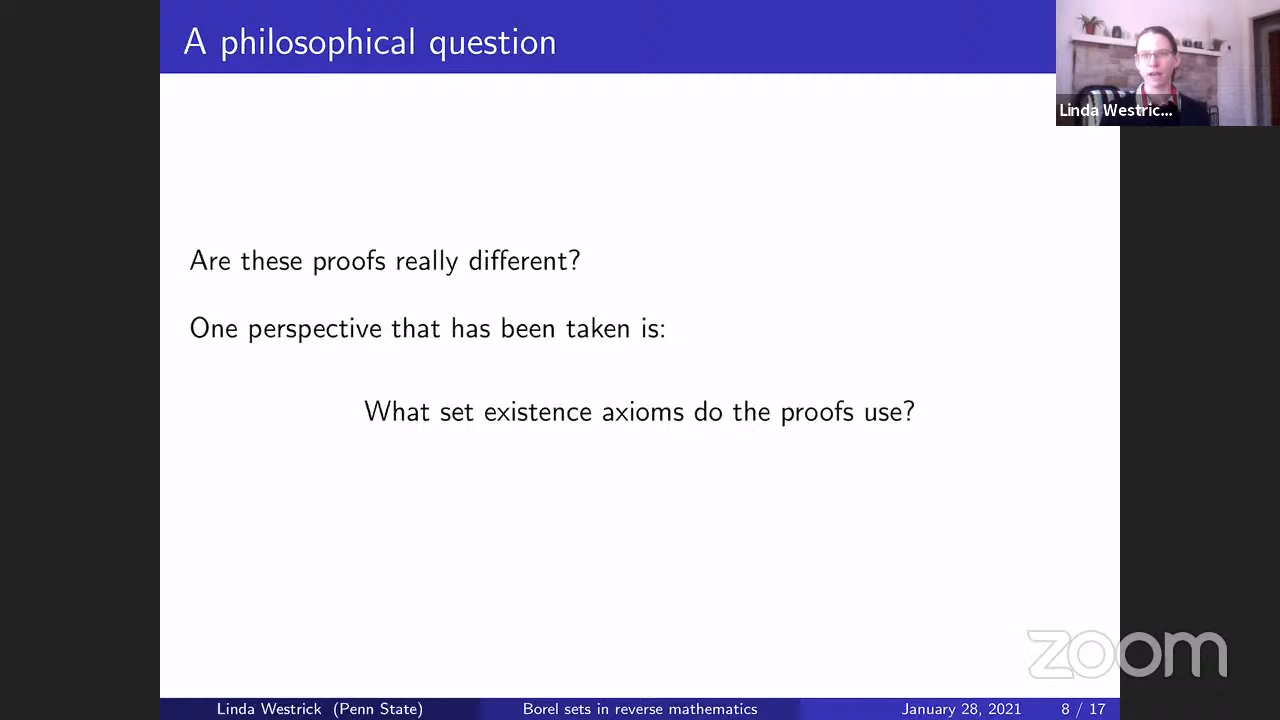 A philosophical question
Linda Westric...
Are these proofs really different?
One perspective that has been taken is:
What set existence axioms do the proofs use?
zoom
Linda Westrick (Penn State) Borel sets in reverse mathematics January 28, 2021 8 / 17